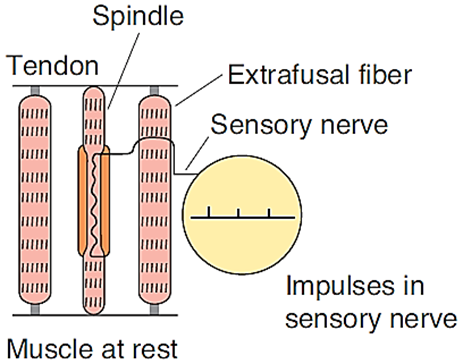 Spindle
Tendon
Extrafusal fiber
Sensory nerve
Impulses in
sensory nerve
Muscle at rest